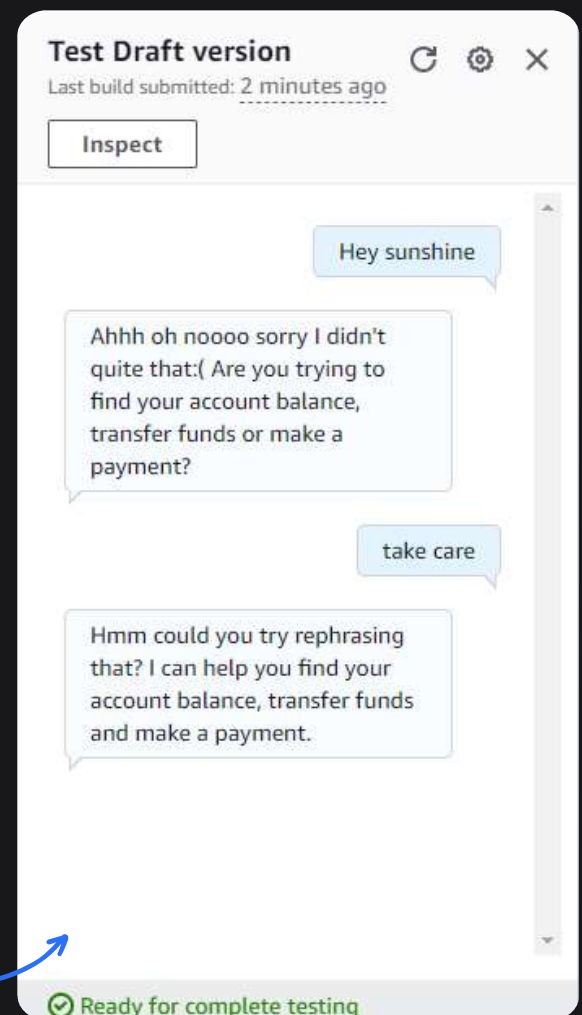 Test Draft version
Last build submitted: 2 minutes ago
Inspect
Hey sunshine
Ahhh oh noooo sorry I didn't
quite that:( Are you trying to
find your account balance,
transfer funds or make a
payment?
take care
Hmm could you try rephrasing
that? I can help you find your
account balance, transfer funds
and make a payment.
Ready for complete testing